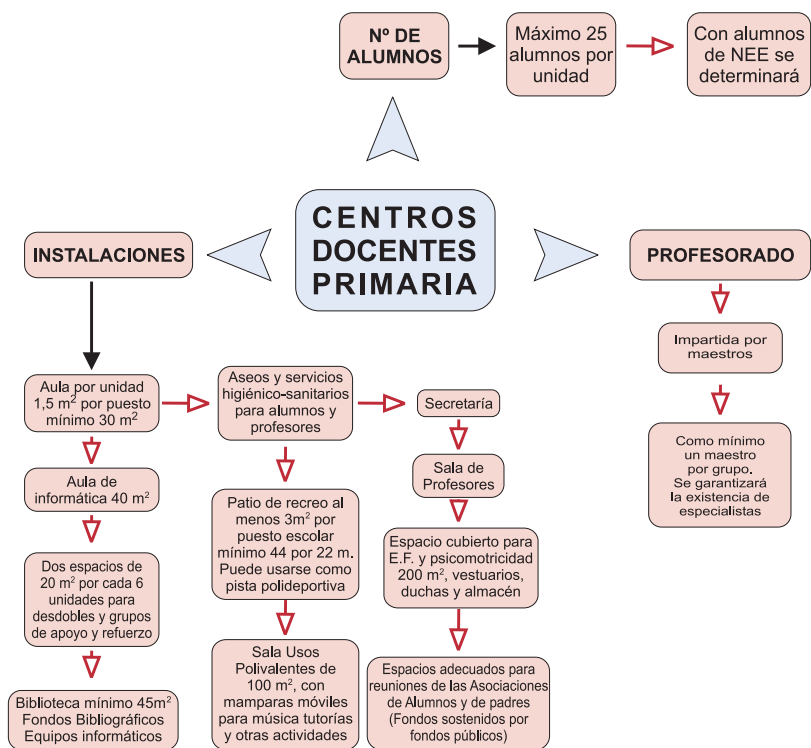 Nº DE
ALUMNOS
Máximo 25
alumnos por
unidad
Con alumnos
de NEE se
determinará
CENTROS
DOCENTES
PRIMARIA
INSTALACIONES
PROFESORADO
Impartida por
maestros
Como mínimo
un maestro
por grupo.
Se garantizará
la existencia de
especialistas
Aula por unidad
1,5 m² por puesto
mínimo 30 m²
Aseos y servicios
higiénico-sanitarios
para alumnos y
profesores
Secretaría
Aula de
informática 40 m²
Sala de
Profesores
Patio de recreo al
menos 3m² por
puesto escolar
mínimo 44 por 22 m.
Puede usarse como
pista polideportiva
Espacio cubierto para
E.F. y psicomotricidad
200 m², vestuarios,
duchas y almacén
Dos espacios de
20 m² por cada 6
unidades para
desdobles y grupos
de apoyo y refuerzo
Sala Usos
Polivalentes de
100 m², con
mamparas móviles
para música tutorías
y otras actividades
Espacios adecuados para
reuniones de las Asociaciones
de Alumnos y de padres
(Fondos sostenidos por
fondos públicos)
Biblioteca mínimo 45m²
Fondos Bibliográficos
Equipos informáticos